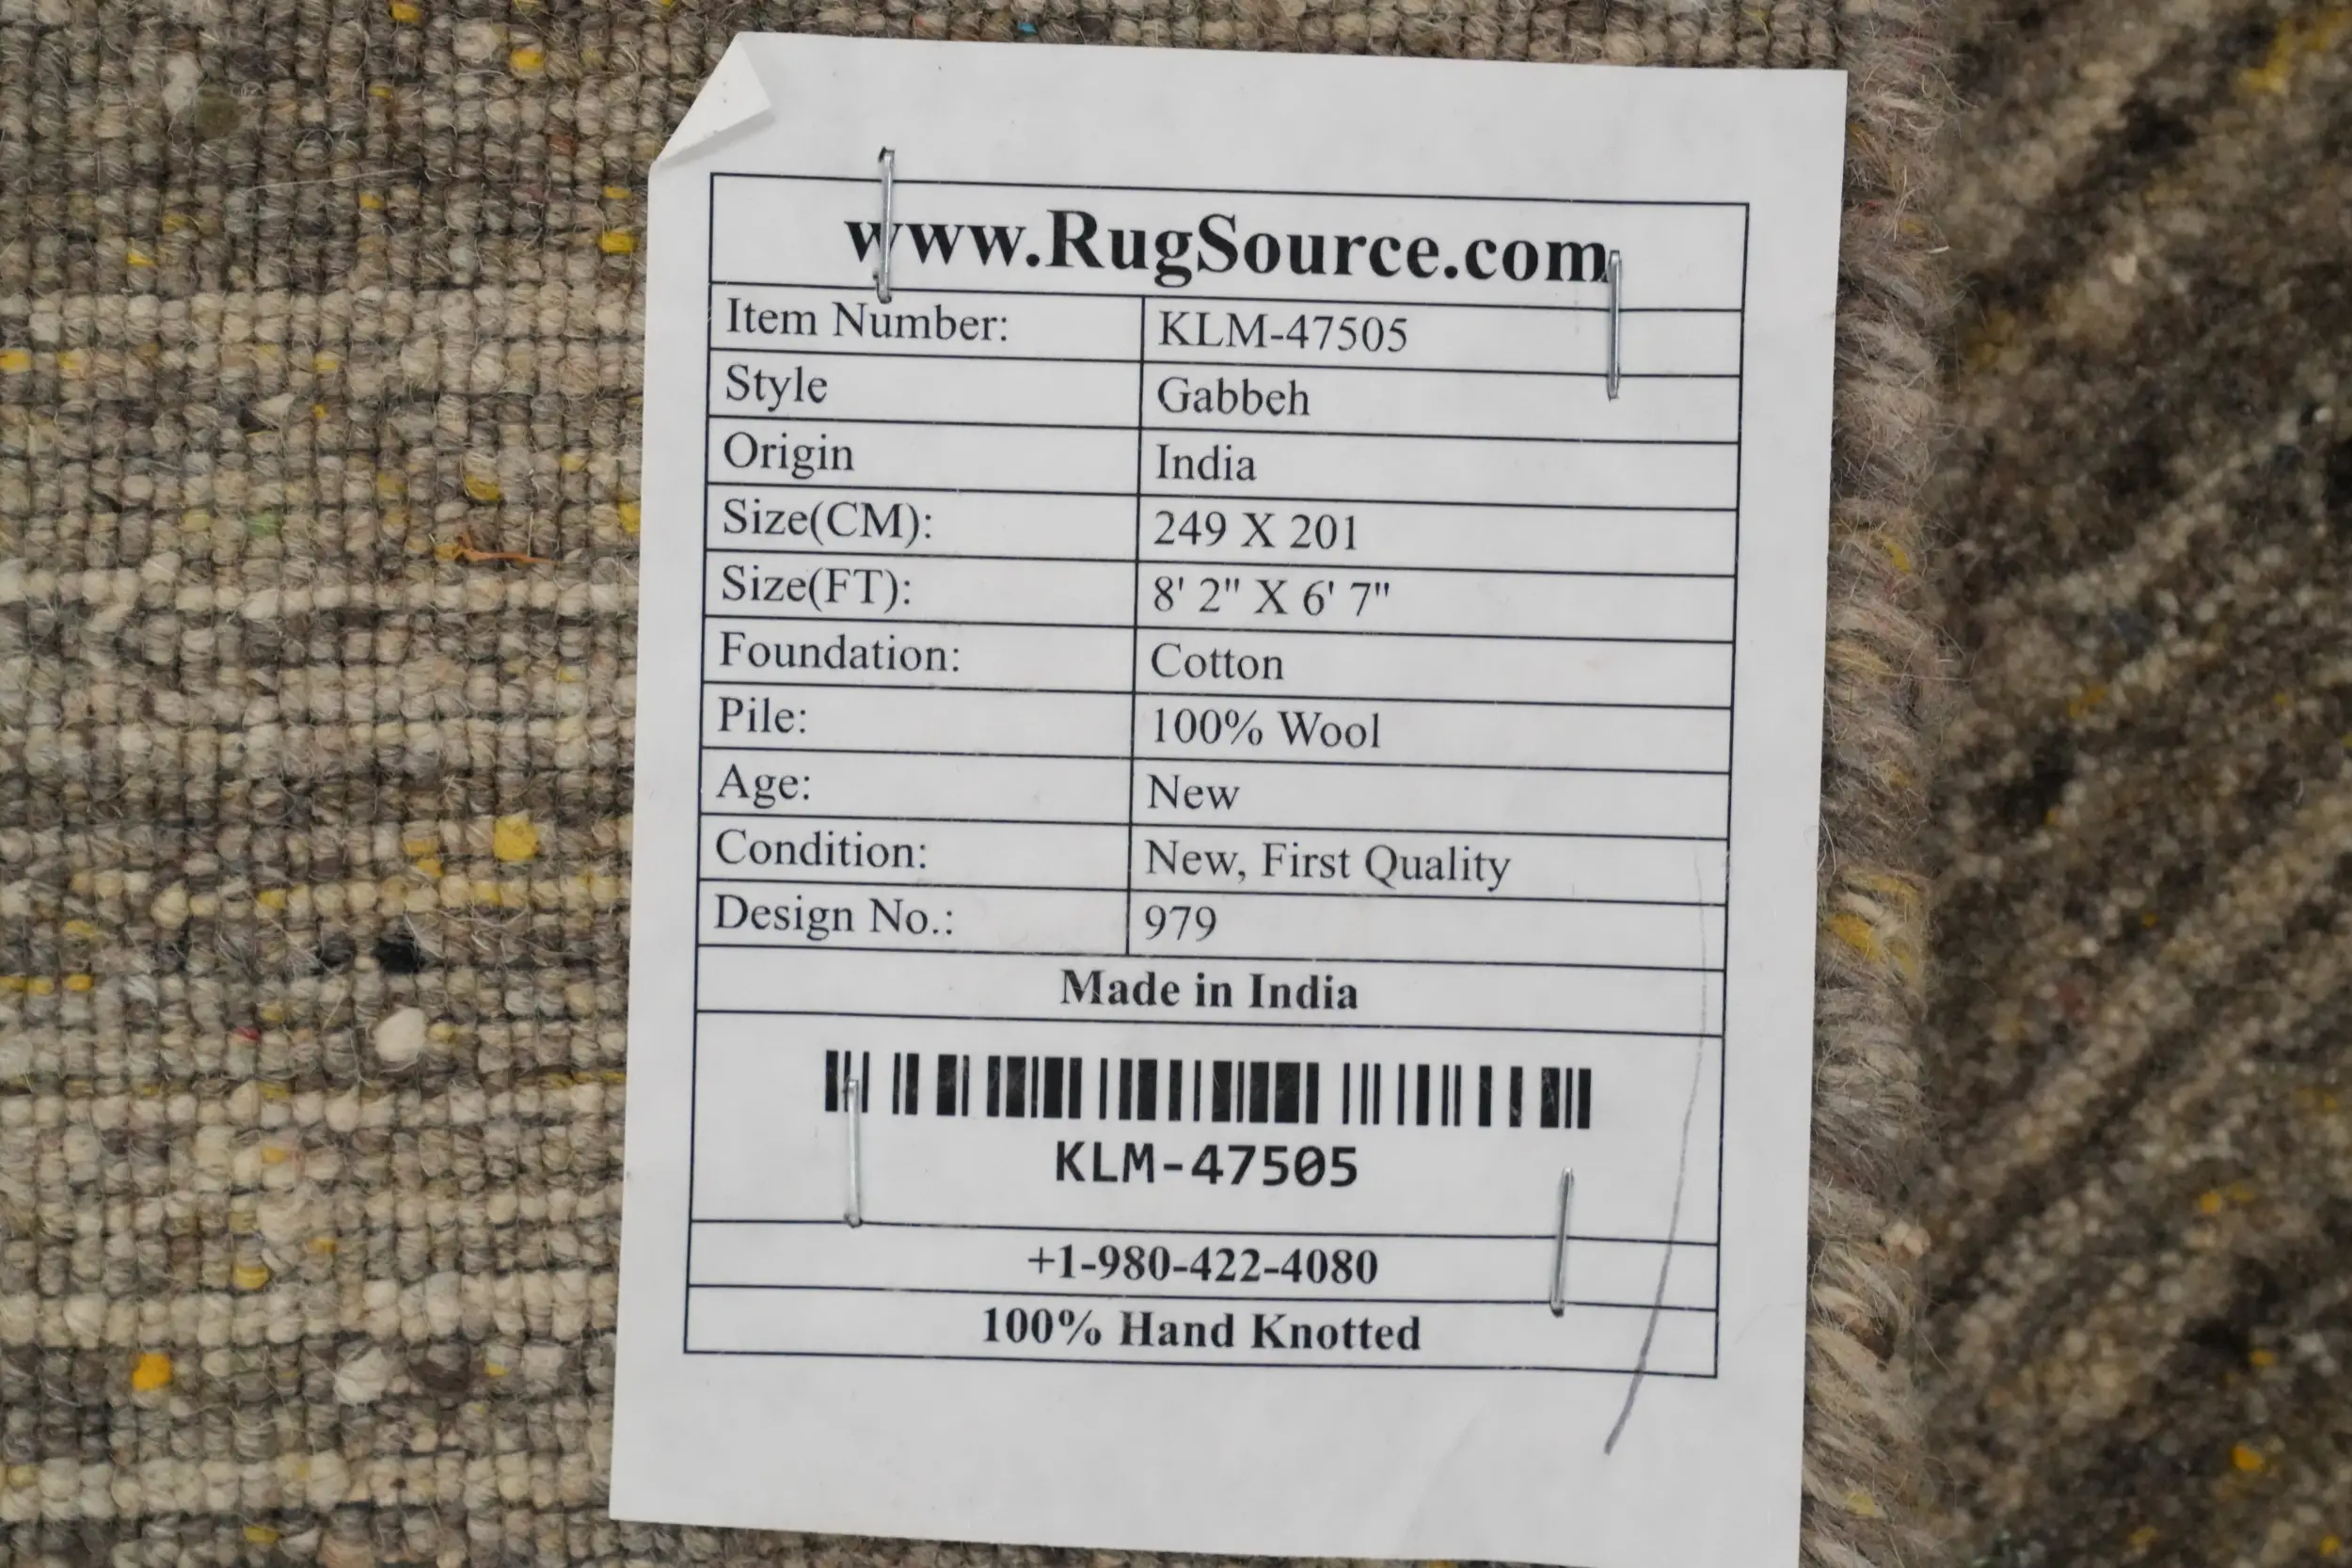 www.RugSource.com
Item Number: KLM-47505
Style Gabbeh
Origin India
Size(CM): 249 X 201
Size(FT): 8' 2" X 6' 7"
Foundation: Cotton
Pile: 100% Wool
Age: New
Condition: New, First Quality
Design No.: 979
Made in India
KLM-47505
+1-980-422-4080
100% Hand Knotted